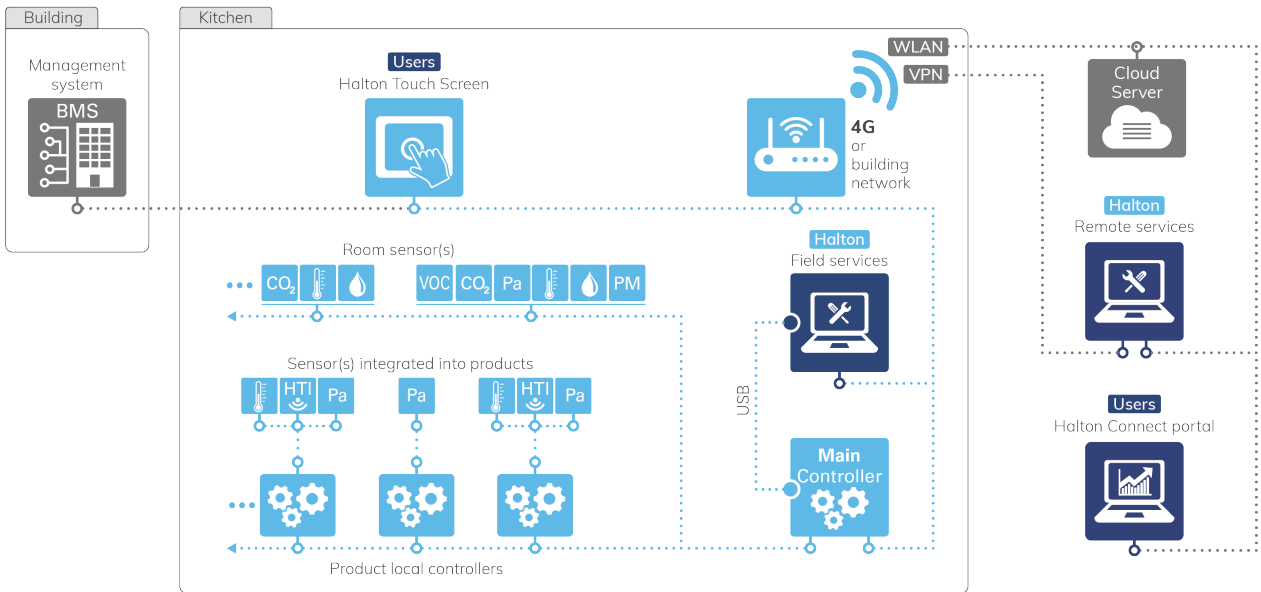 Building
Management
system
BMS
Kitchen
Users
Halton Touch Screen
WLAN
VPN
4G
or
building
network
Cloud
Server
Halton
Remote services
Room sensor(s)
CO₂
VOC CO₂ Pa PM
Halton
Field services
Sensor(s) integrated into products
HTI Pa
Pa
HTI Pa
USB
Main
Controller
Product local controllers
Users
Halton Connect portal